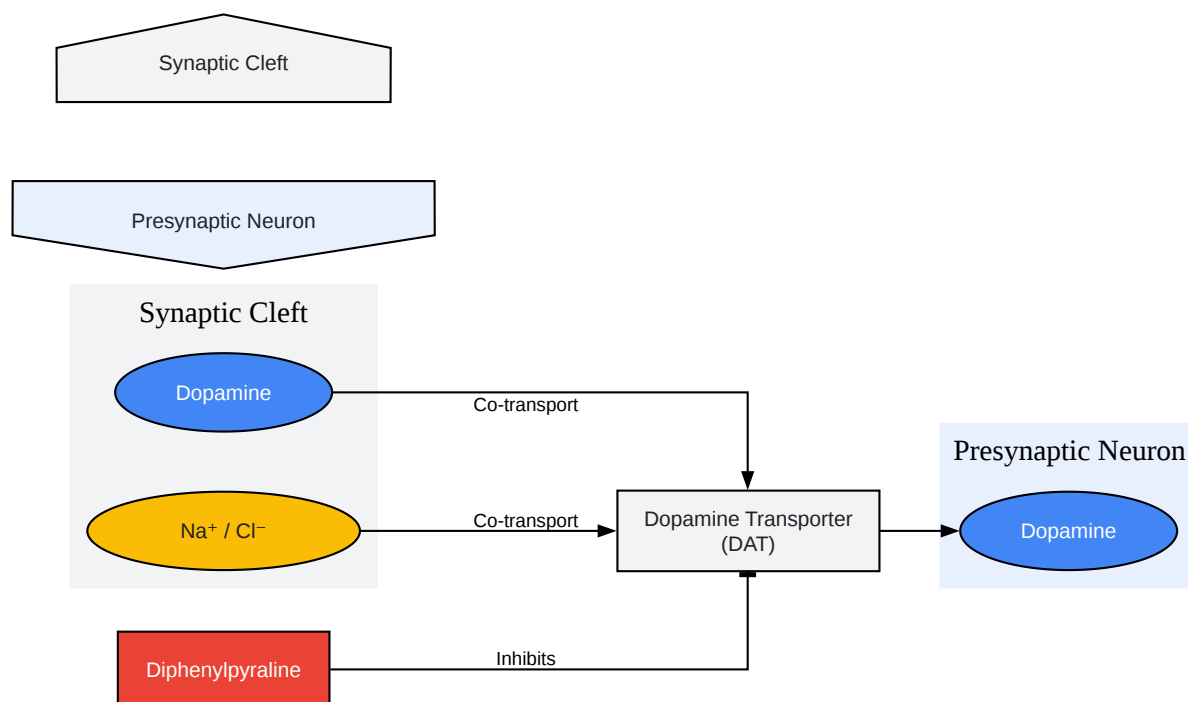 Synaptic Cleft
Presynaptic Neuron
Synaptic Cleft
Dopamine
Co-transport
Presynaptic Neuron
Na⁺ / Cl⁻
Co-transport
Dopamine Transporter
(DAT)
Dopamine
Diphenylpyraline
Inhibits